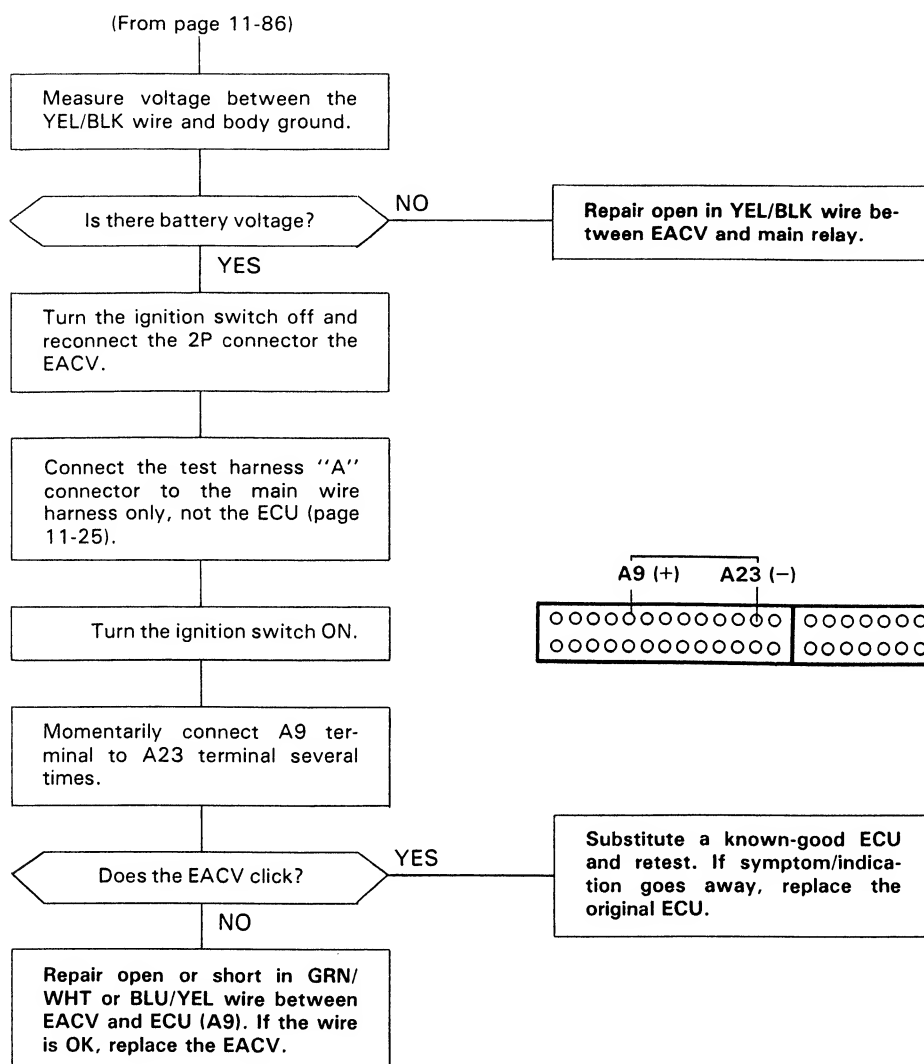 (From page 11-86)
Measure voltage between the
YEL/BLK wire and body ground.
Is there battery voltage?
NO
Repair open in YEL/BLK wire be-
tween EACV and main relay.
YES
Turn the ignition switch off and
reconnect the 2P connector the
EACV.
Connect the test harness "A"
connector to the main wire
harness only, not the ECU (page
11-25).
A9 (+) A23 (−)
Turn the ignition switch ON.
Momentarily connect A9 ter-
minal to A23 terminal several
times.
Does the EACV click?
YES
Substitute a known-good ECU
and retest. If symptom/indica-
tion goes away, replace the
original ECU.
NO
Repair open or short in GRN/
WHT or BLU/YEL wire between
EACV and ECU (A9). If the wire
is OK, replace the EACV.